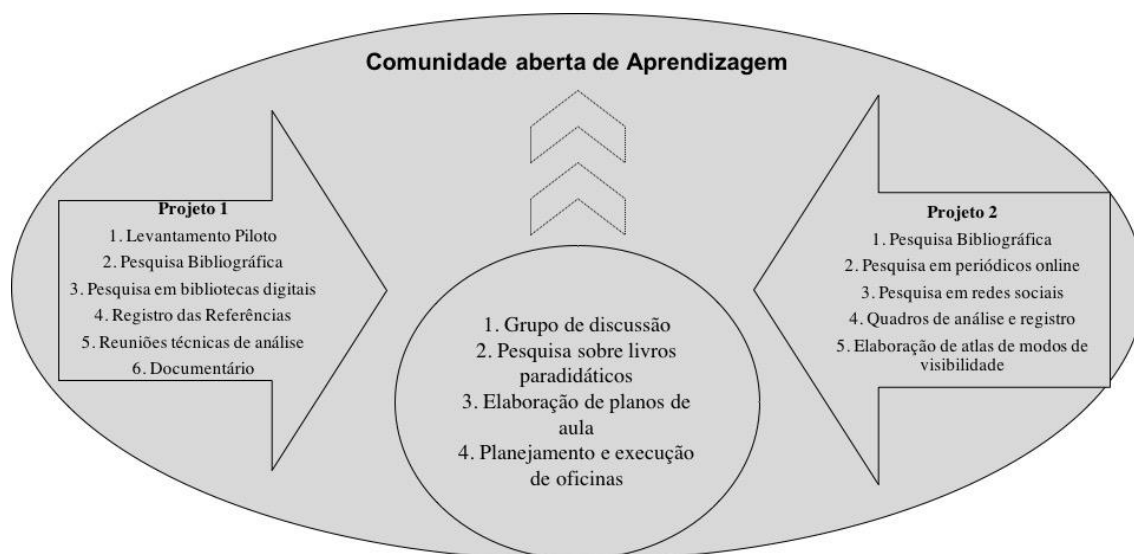 Comunidade aberta de Aprendizagem
Projeto 1
1. Levantamento Piloto
2. Pesquisa Bibliográfica
3. Pesquisa em bibliotecas digitais
4. Registro das Referências
5. Reuniões técnicas de análise
6. Documentário
1. Grupo de discussão
2. Pesquisa sobre livros
paradidáticos
3. Elaboração de planos de
aula
4. Planejamento e execução
de oficinas
Projeto 2
1. Pesquisa Bibliográfica
2. Pesquisa em periódicos online
3. Pesquisa em redes sociais
4. Quadros de análise e registro
5. Elaboração de atlas de modos de
visibilidade